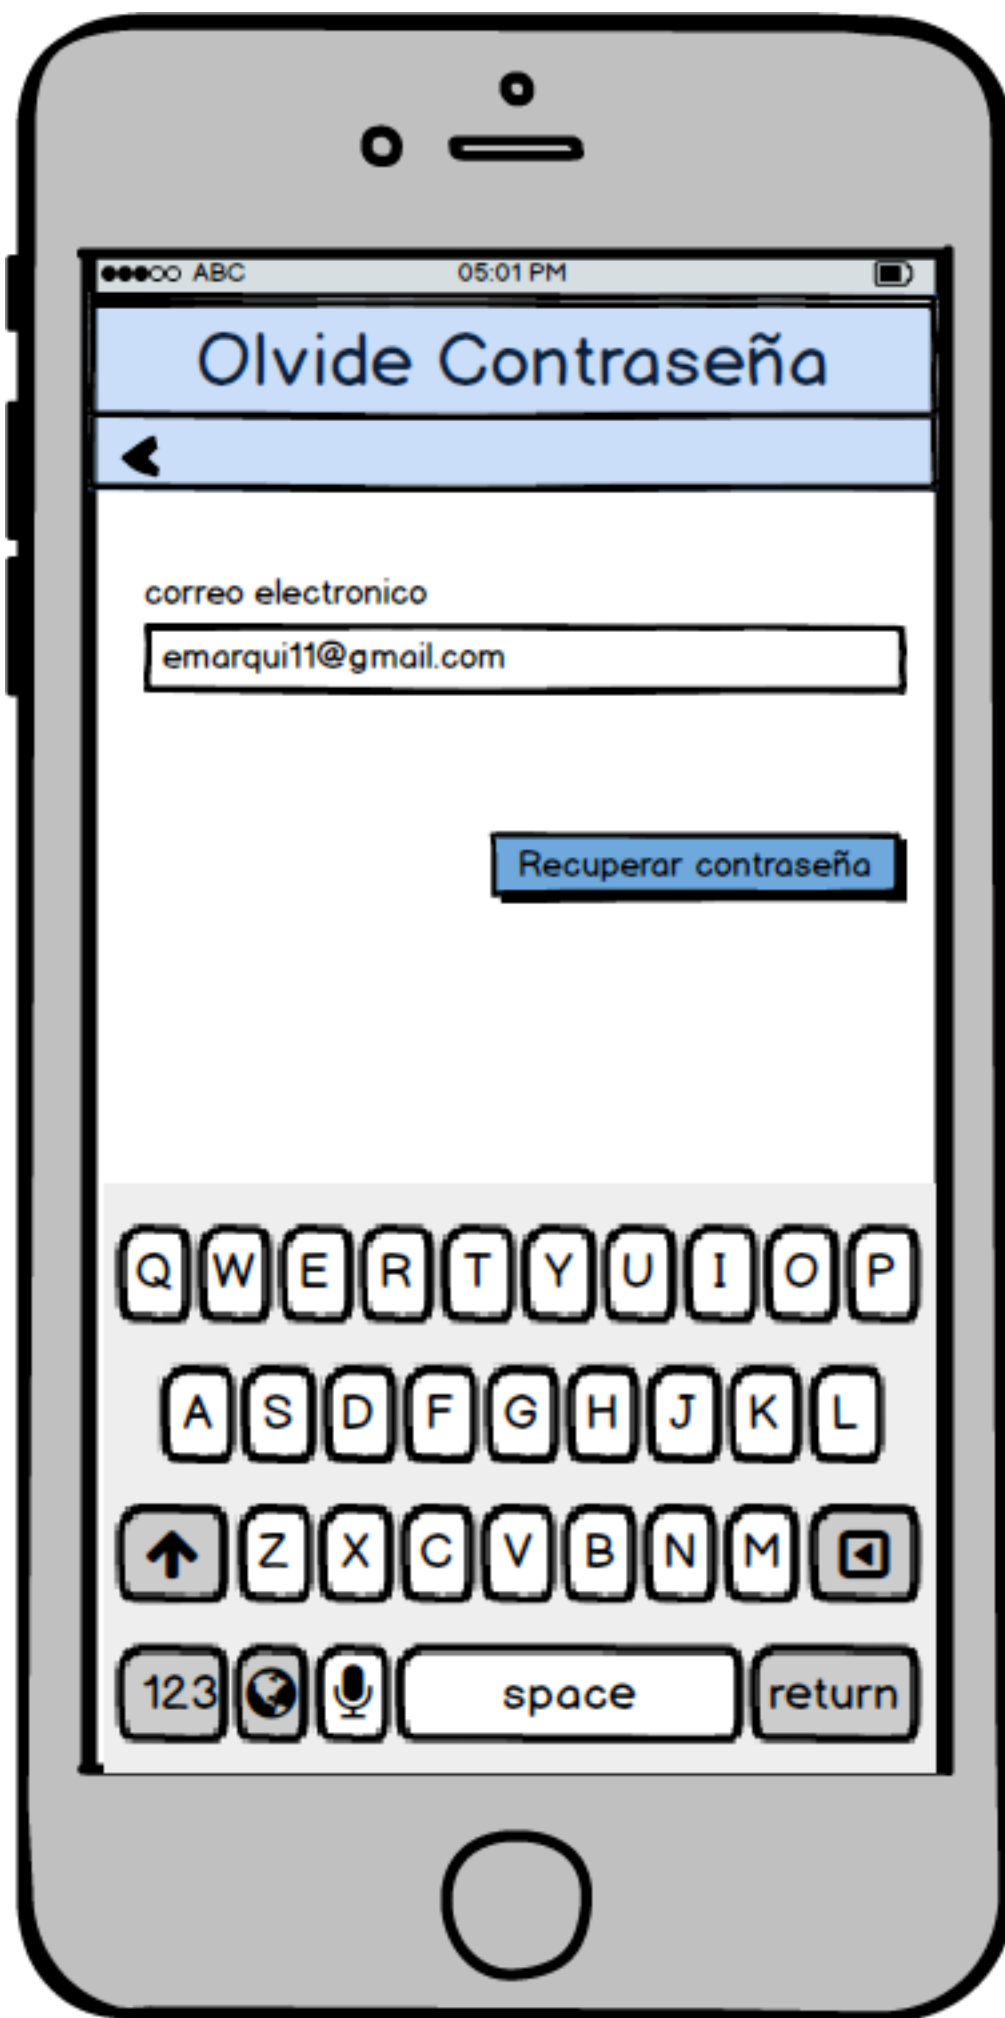 ABC 05:01 PM
Olvide Contraseña
correo electronico
emarqui11@gmail.com
Recuperar contraseña
Q W E R T Y U I O P
A S D F G H J K L
Z X C V B N M
123 space return